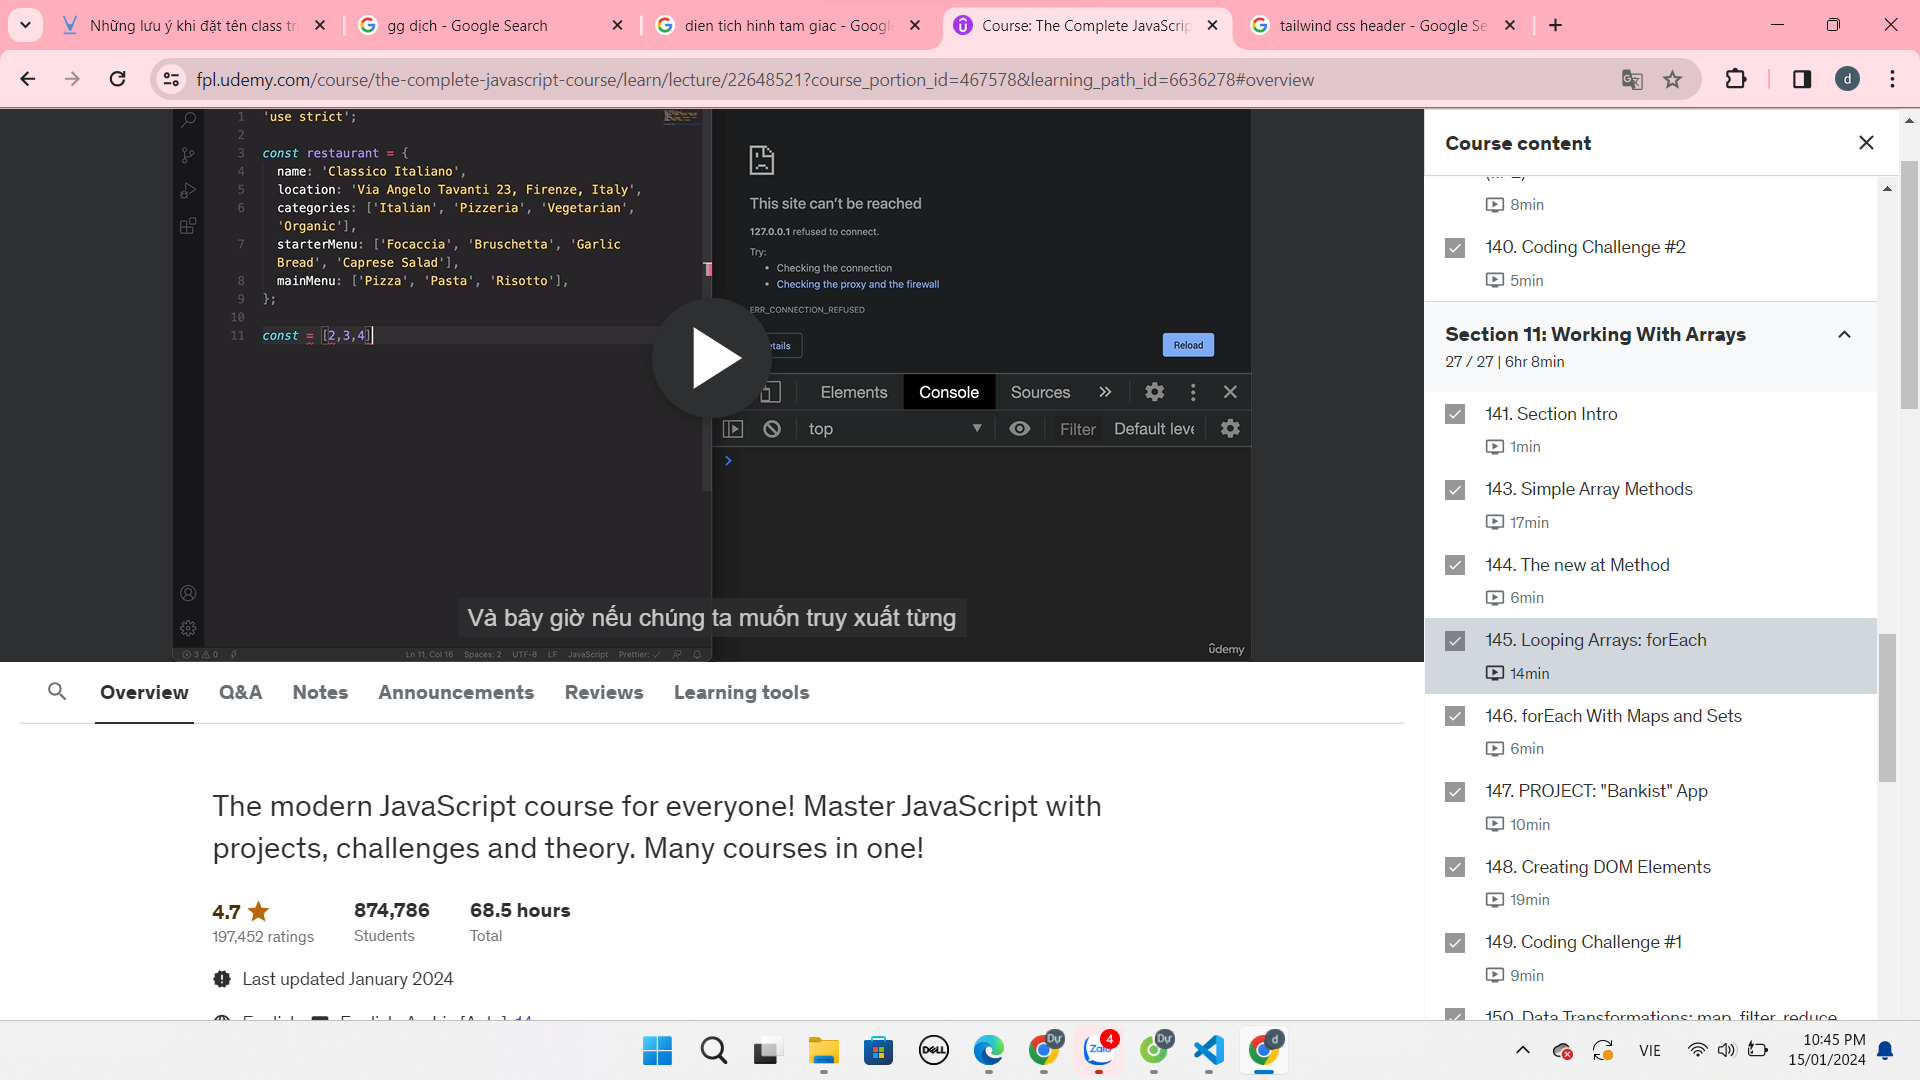 Những lưu ý khi đặt tên class tr
gg dịch - Google Search
dien tich hinh tam giac - Google
Course: The Complete JavaScrip
tailwind css header - Google Se
fpl.udemy.com/course/the-complete-javascript-course/learn/lecture/22648521?course_portion_id=467578&learning_path_id=6636278#overview
d
1 'use strict';
2
3 const restaurant = {
4 name: 'Classico Italiano',
5 location: 'Via Angelo Tavanti 23, Firenze, Italy',
6 categories: ['Italian', 'Pizzeria', 'Vegetarian',
'Organic'],
7 starterMenu: ['Focaccia', 'Bruschetta', 'Garlic
Bread', 'Caprese Salad'],
8 mainMenu: ['Pizza', 'Pasta', 'Risotto'],
9 };
10
11 const = [2,3,4]
This site can't be reached
127.0.0.1 refused to connect.
Try:
• Checking the connection
• Checking the proxy and the firewall
ERR_CONNECTION_REFUSED
Reload
Elements
Console
Sources
top
Filter
Default leve
Và bây giờ nếu chúng ta muốn truy xuất từng
ûdemy
3 0
Ln 11, Col 16 Spaces: 2 UTF-8 LF JavaScript Prettier: ✓
Course content
8min
140. Coding Challenge #2
5min
Section 11: Working With Arrays
27 / 27 | 6hr 8min
141. Section Intro
1min
143. Simple Array Methods
17min
144. The new at Method
6min
145. Looping Arrays: forEach
14min
146. forEach With Maps and Sets
6min
147. PROJECT: "Bankist" App
10min
148. Creating DOM Elements
19min
149. Coding Challenge #1
9min
150. Data Transformations: map, filter, reduce
Overview
Q&A
Notes
Announcements
Reviews
Learning tools
The modern JavaScript course for everyone! Master JavaScript with
projects, challenges and theory. Many courses in one!
4.7
197,452 ratings
874,786
Students
68.5 hours
Total
Last updated January 2024
DELL
Dự
Zalo
4
Dự
d
VIE
10:45 PM
15/01/2024